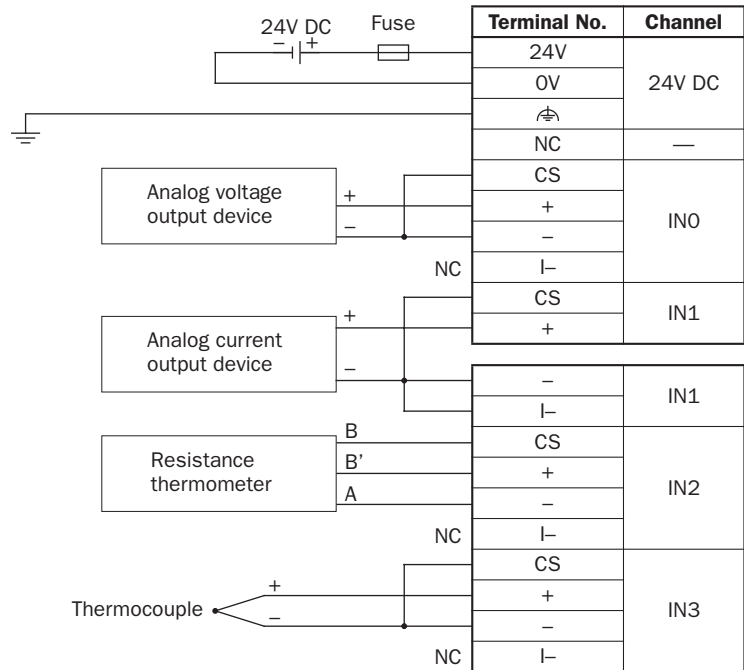 24V DC
– +
Fuse
Terminal No. Channel
24V
0V
24V DC
NC —
Analog voltage
output device
+
–
NC
CS
+
–
I–
IN0
Analog current
output device
+
–
CS
+
IN1
–
I–
IN1
Resistance
thermometer
B
B’
A
NC
CS
+
–
I–
IN2
Thermocouple
+
–
NC
CS
+
–
I–
IN3